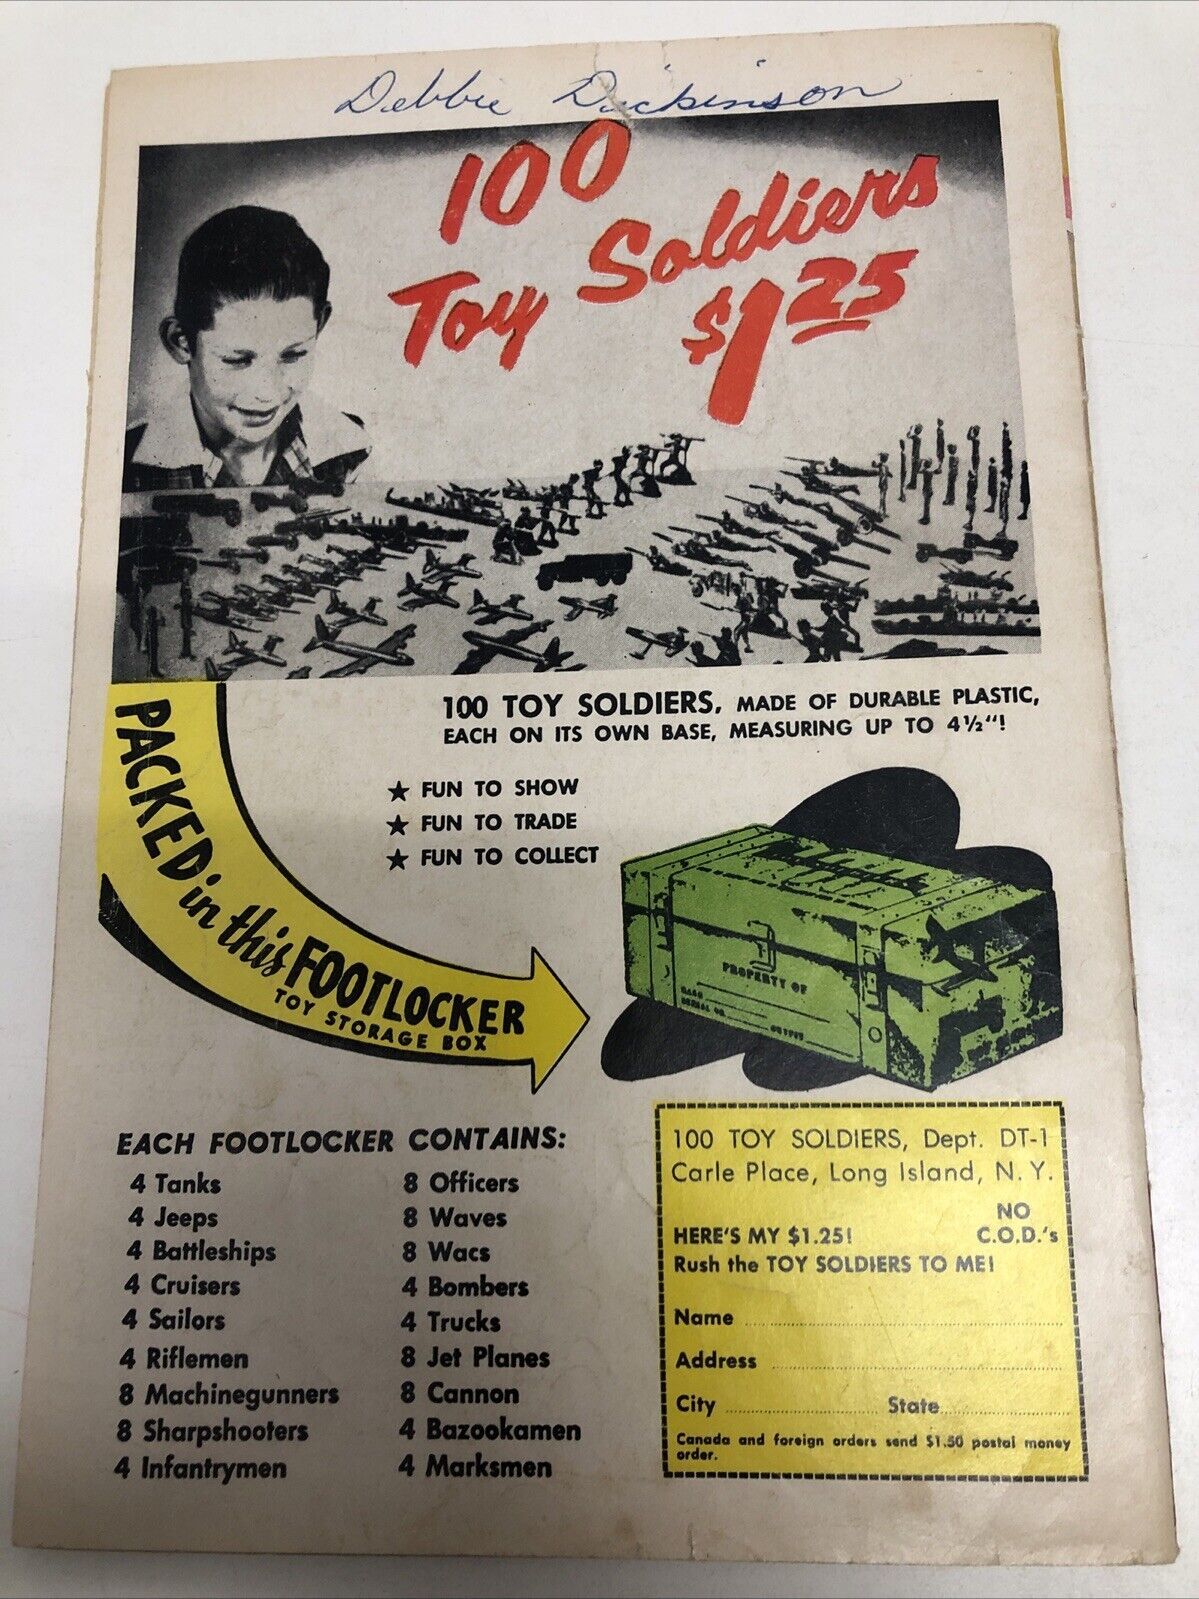 Debbie Dickinson
100
Toy Soldiers
$1.25
100 TOY SOLDIERS, MADE OF DURABLE PLASTIC,
EACH ON ITS OWN BASE, MEASURING UP TO 4½"!
★ FUN TO SHOW
★ FUN TO TRADE
★ FUN TO COLLECT
PACKED in this FOOTLOCKER
TOY STORAGE BOX
PROPERTY OF
EACH FOOTLOCKER CONTAINS:
4 Tanks
4 Jeeps
4 Battleships
4 Cruisers
4 Sailors
4 Riflemen
8 Machinegunners
8 Sharpshooters
4 Infantrymen
8 Officers
8 Waves
8 Wacs
4 Bombers
4 Trucks
8 Jet Planes
8 Cannon
4 Bazookamen
4 Marksmen
100 TOY SOLDIERS, Dept. DT-1
Carle Place, Long Island, N. Y.
HERE'S MY $1.25! NO C.O.D.'s
Rush the TOY SOLDIERS TO ME!
Name
Address
City State
Canada and foreign orders send $1.50 postal money
order.